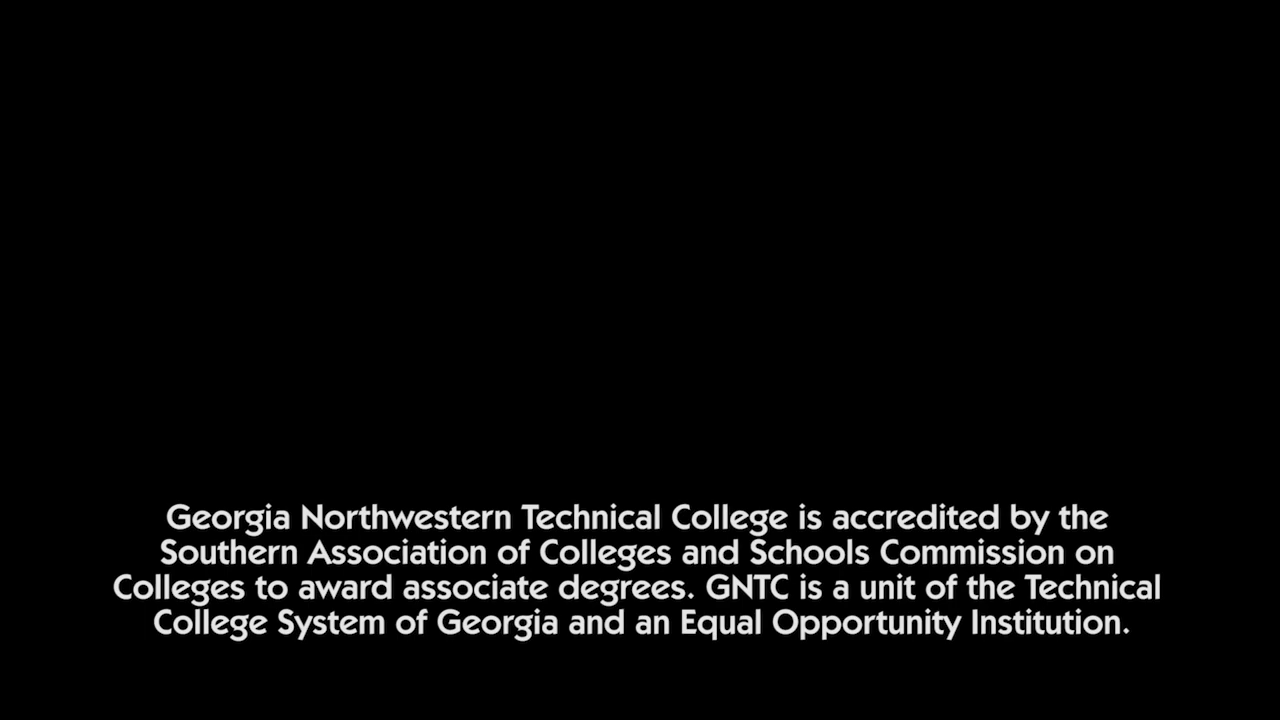 Georgia Northwestern Technical College is accredited by the
Southern Association of Colleges and Schools Commission on
Colleges to award associate degrees. GNTC is a unit of the Technical
College System of Georgia and an Equal Opportunity Institution.